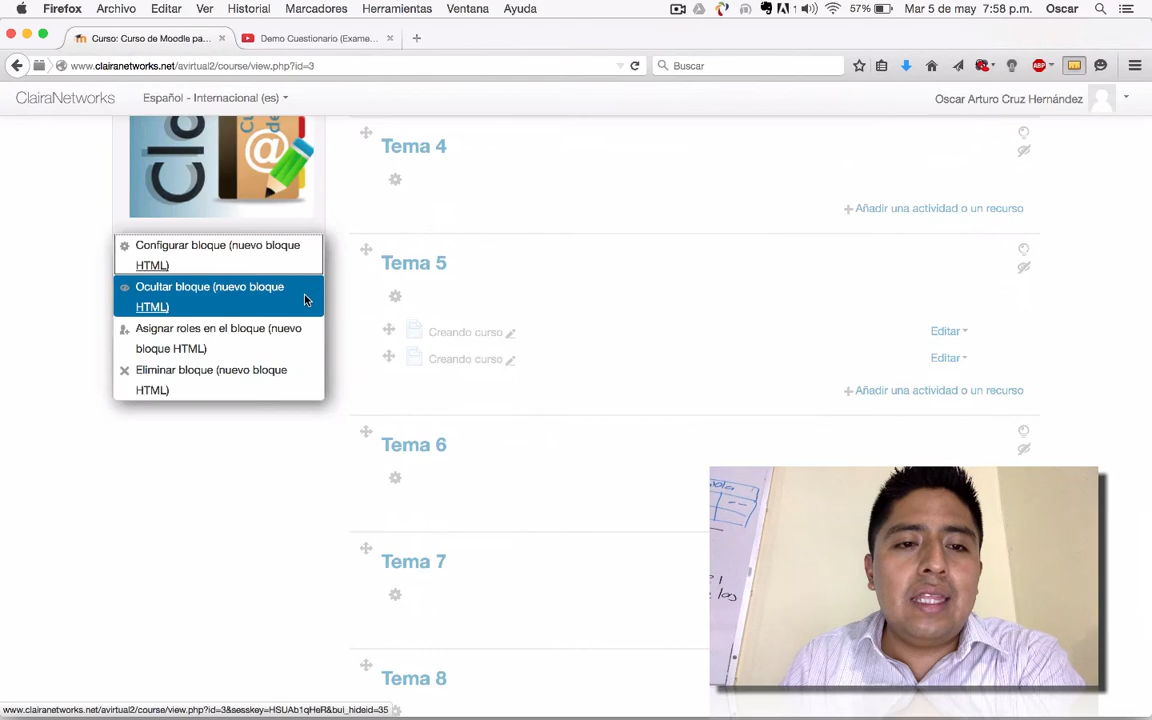 Firefox Archivo Editar Ver Historial Marcadores Herramientas Ventana Ayuda 1 57% Mar 5 de may 7:58 p.m. Oscar
Curso: Curso de Moodle pa... Demo Cuestionario (Exame...
www.clairanetworks.net/avirtual2/course/view.php?id=3 Buscar ABP
ClairaNetworks Español - Internacional (es) Oscar Arturo Cruz Hernández
Cla Cu de @
Tema 4
Añadir una actividad o un recurso
Configurar bloque (nuevo bloque
HTML)
Ocultar bloque (nuevo bloque
HTML)
Asignar roles en el bloque (nuevo
bloque HTML)
Eliminar bloque (nuevo bloque
HTML)
Tema 5
Creando curso Editar
Creando curso Editar
Añadir una actividad o un recurso
Tema 6
Tema 7
Tema 8
www.clairanetworks.net/avirtual2/course/view.php?id=3&sesskey=HSUAb1qHeR&bui_hideid=35